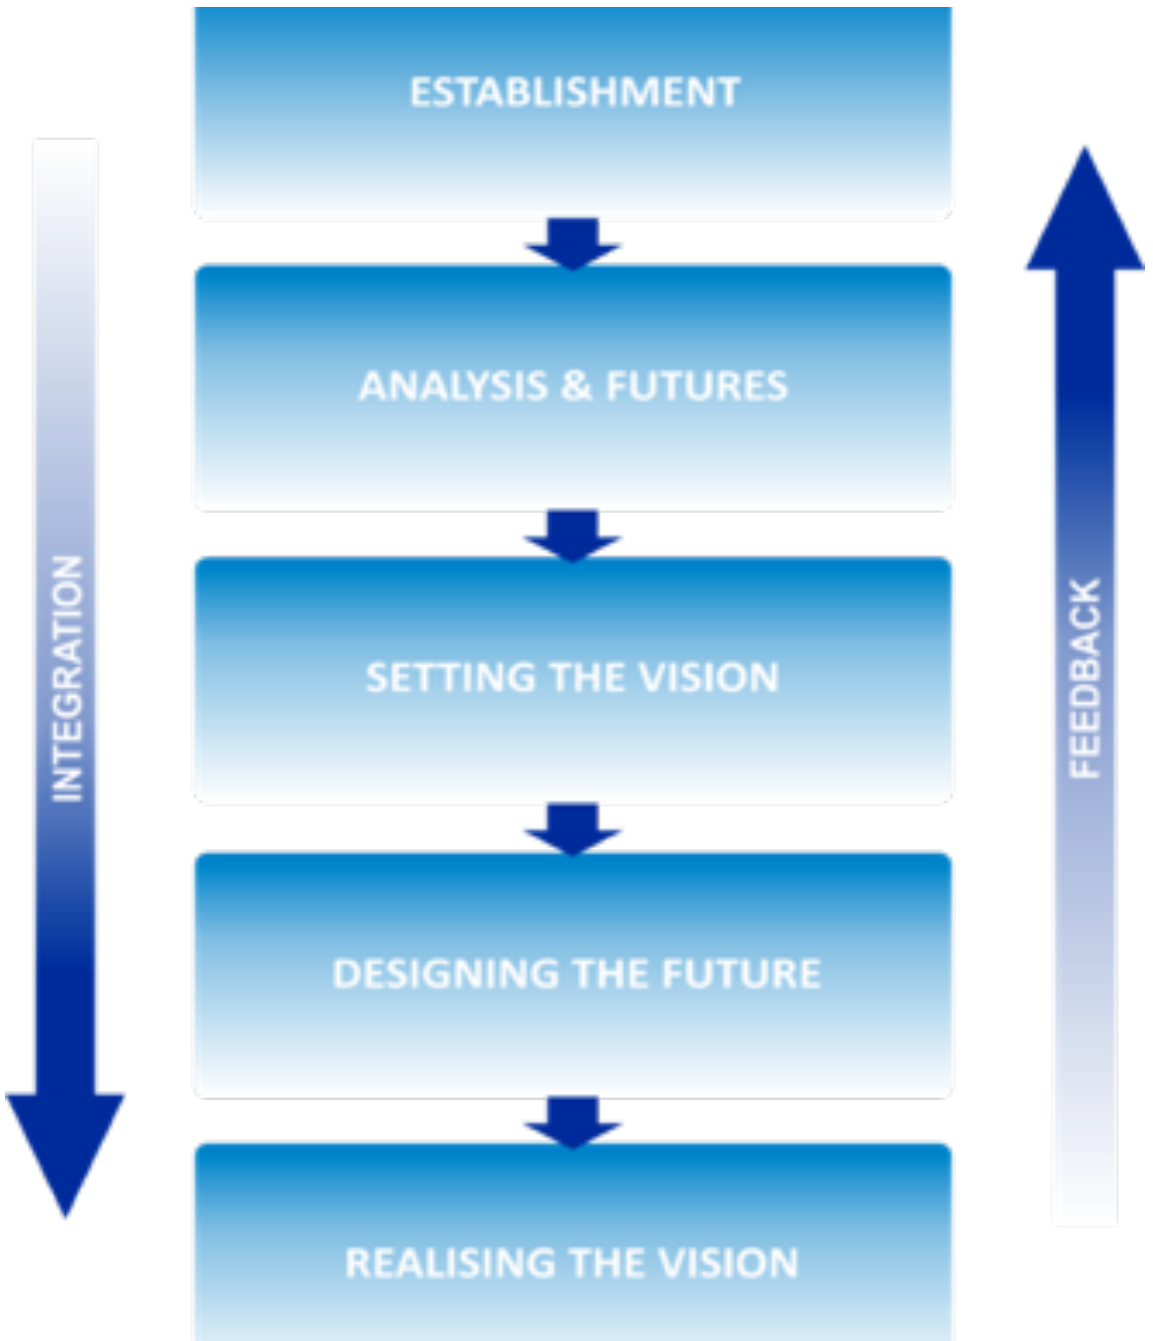 ESTABLISHMENT
ANALYSIS & FUTURES
SETTING THE VISION
DESIGNING THE FUTURE
REALISING THE VISION
INTEGRATION
FEEDBACK